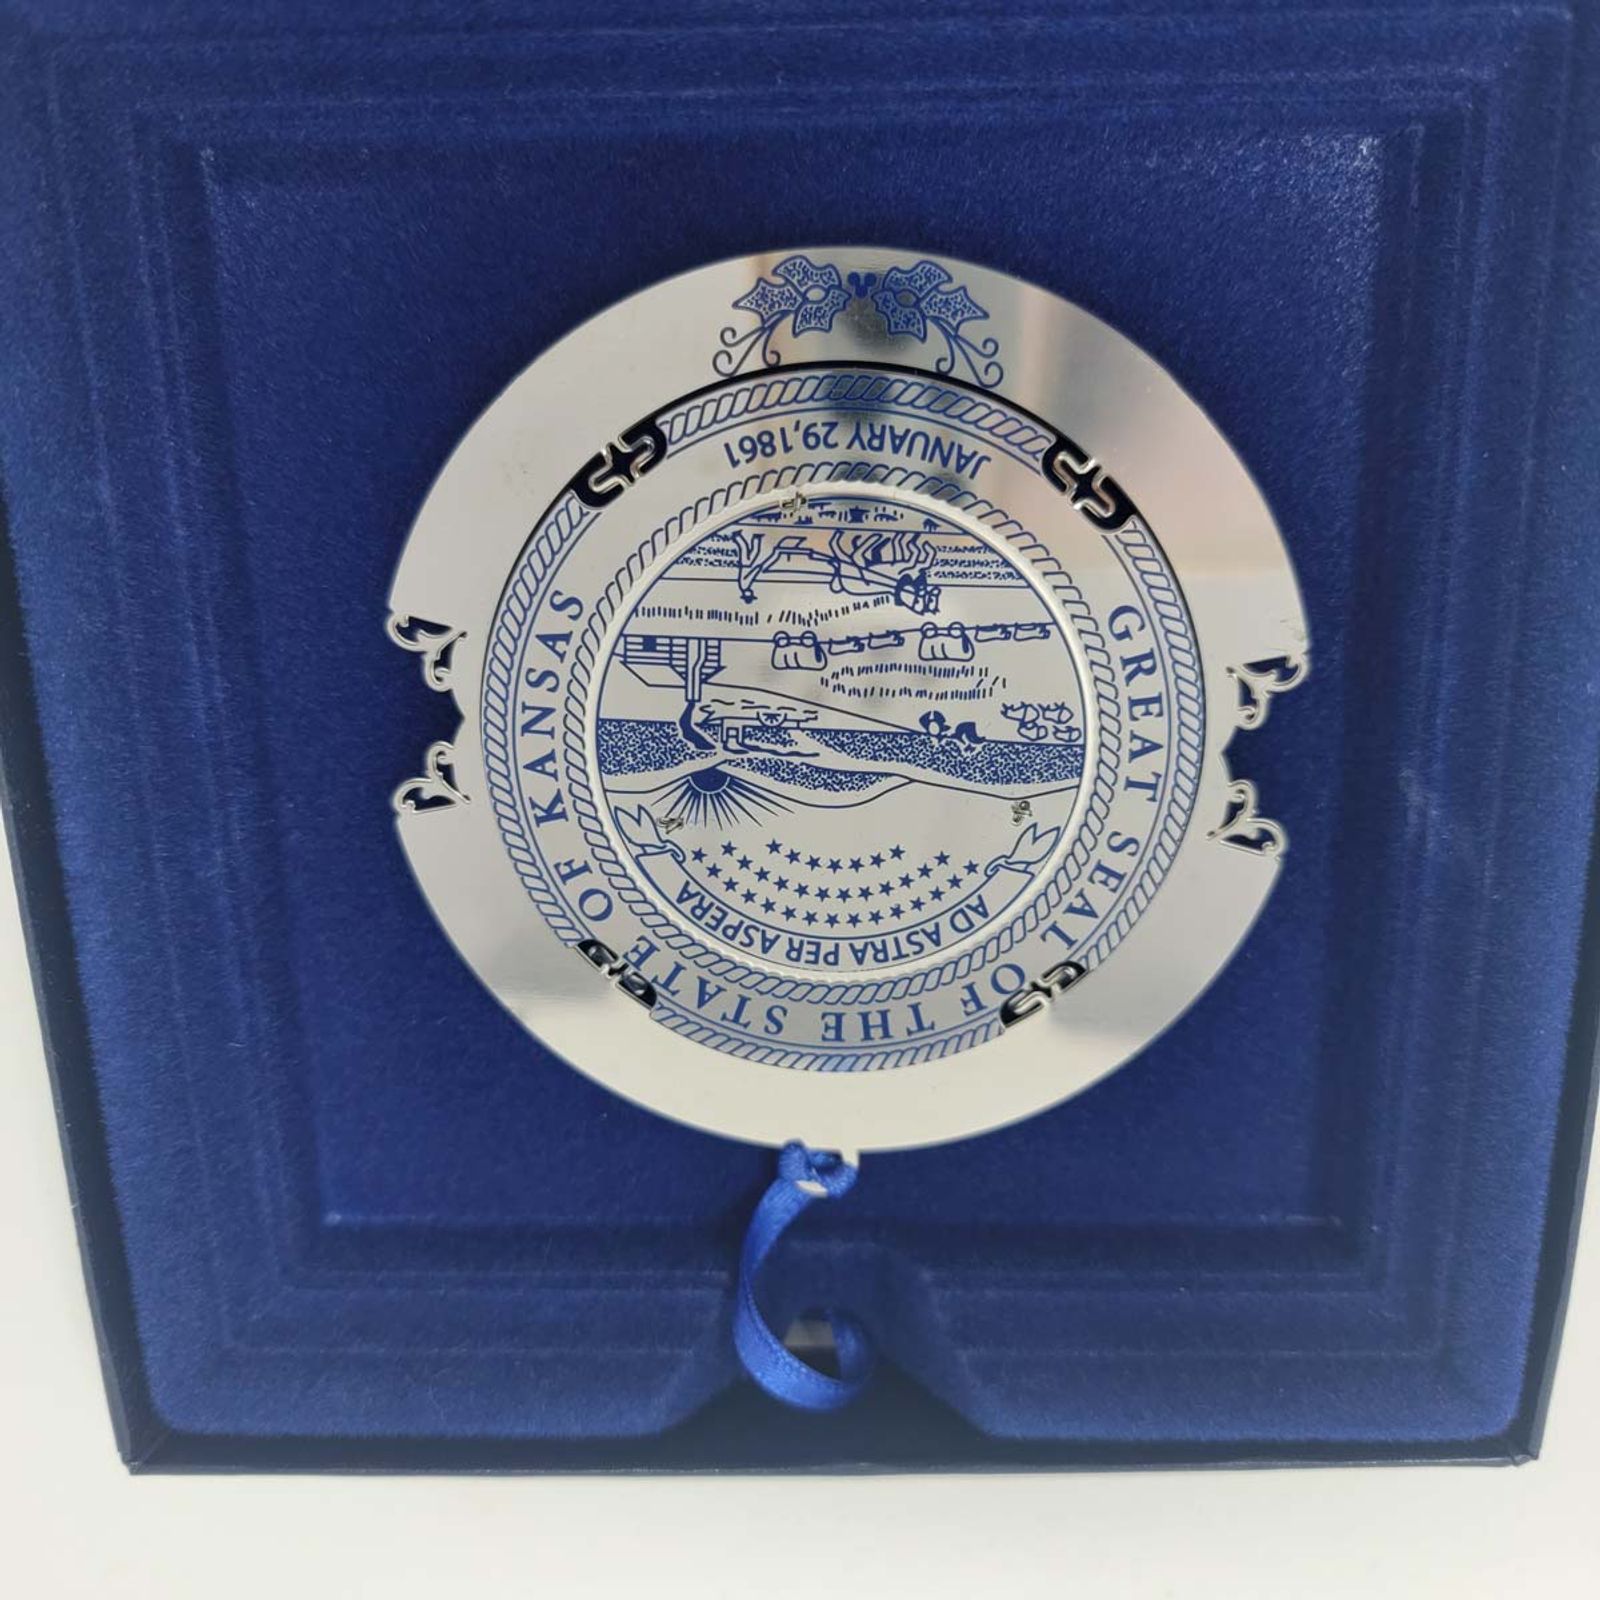 GREAT SEAL OF THE STATE OF KANSAS
AD ASTRA PER ASPERA
JANUARY 29,1861